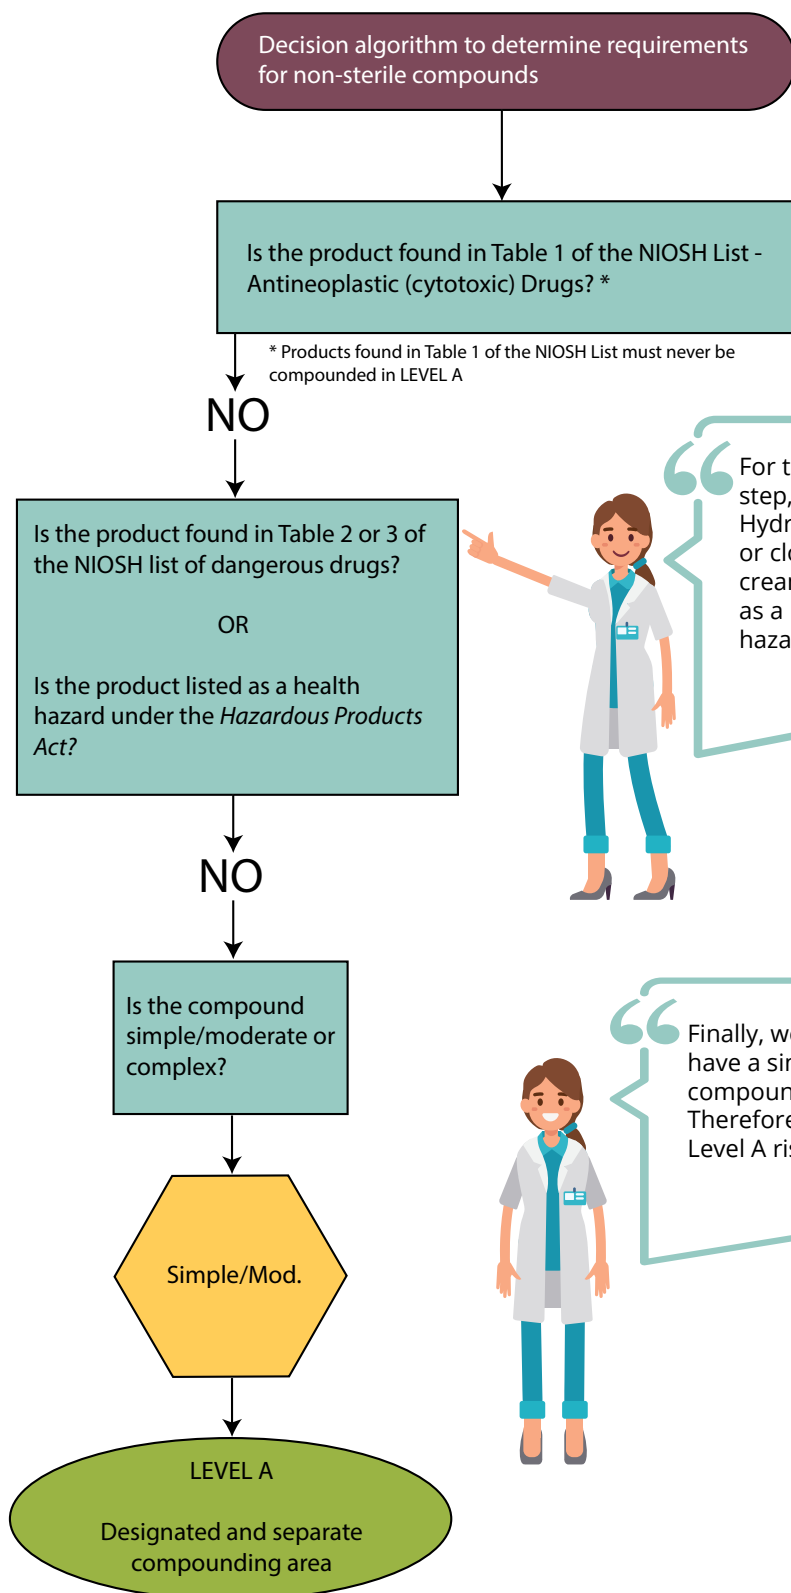 Decision algorithm to determine requirements
for non-sterile compounds
Is the product found in Table 1 of the NIOSH List -
Antineoplastic (cytotoxic) Drugs? *
* Products found in Table 1 of the NIOSH List must never be
compounded in LEVEL A
NO
Is the product found in Table 2 or 3 of
the NIOSH list of dangerous drugs?
OR
Is the product listed as a health
hazard under the Hazardous Products
Act?
“
For t
step,
Hydr
or clo
crea
as a
haza
NO
Is the compound
simple/moderate or
complex?
“
Finally, we
have a sin
compoun
Therefore
Level A ris
Simple/Mod.
LEVEL A
Designated and separate
compounding area